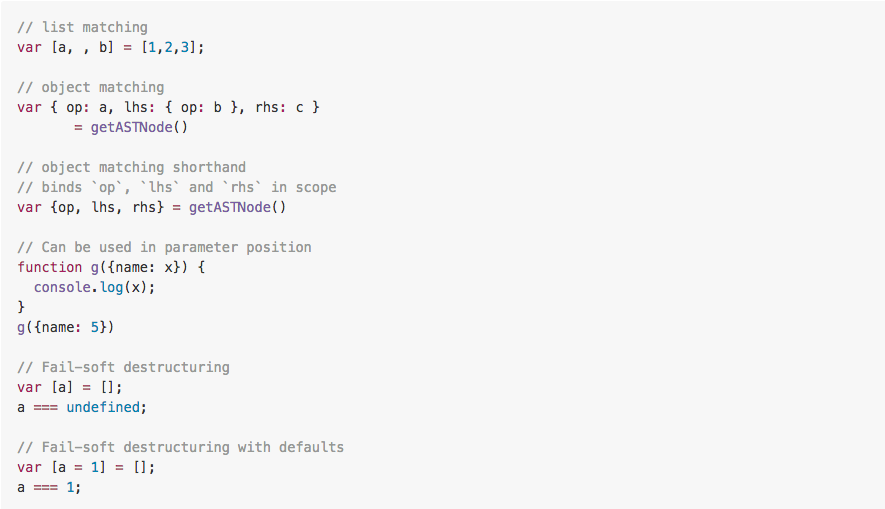 // list matching
var [a, , b] = [1,2,3];

// object matching
var { op: a, lhs: { op: b }, rhs: c }
       = getASTNode()

// object matching shorthand
// binds `op`, `lhs` and `rhs` in scope
var {op, lhs, rhs} = getASTNode()

// Can be used in parameter position
function g({name: x}) {
  console.log(x);
}
g({name: 5})

// Fail-soft destructuring
var [a] = [];
a === undefined;

// Fail-soft destructuring with defaults
var [a = 1] = [];
a === 1;